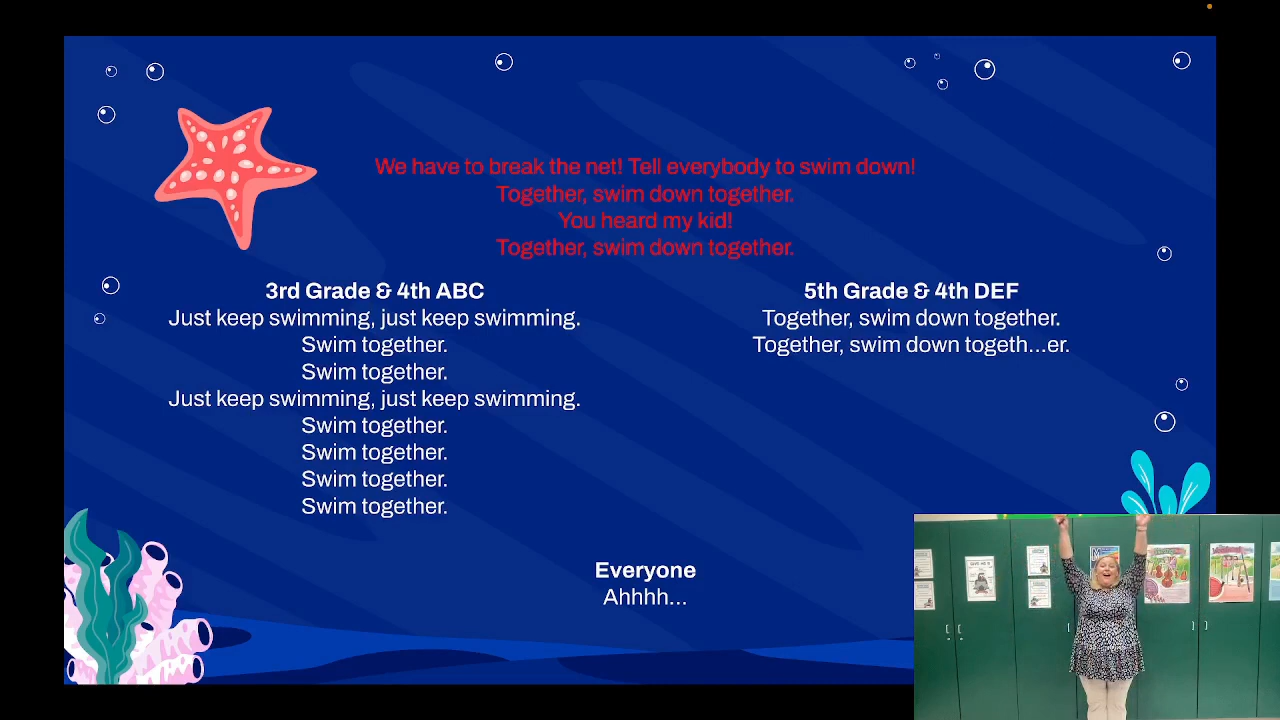 We have to break the net! Tell everybody to swim down!
Together, swim down together.
You heard my kid!
Together, swim down together.
3rd Grade & 4th ABC
Just keep swimming, just keep swimming.
Swim together.
Swim together.
Just keep swimming, just keep swimming.
Swim together.
Swim together.
Swim together.
Swim together.
5th Grade & 4th DEF
Together, swim down together.
Together, swim down togeth...er.
Everyone
Ahhhh...